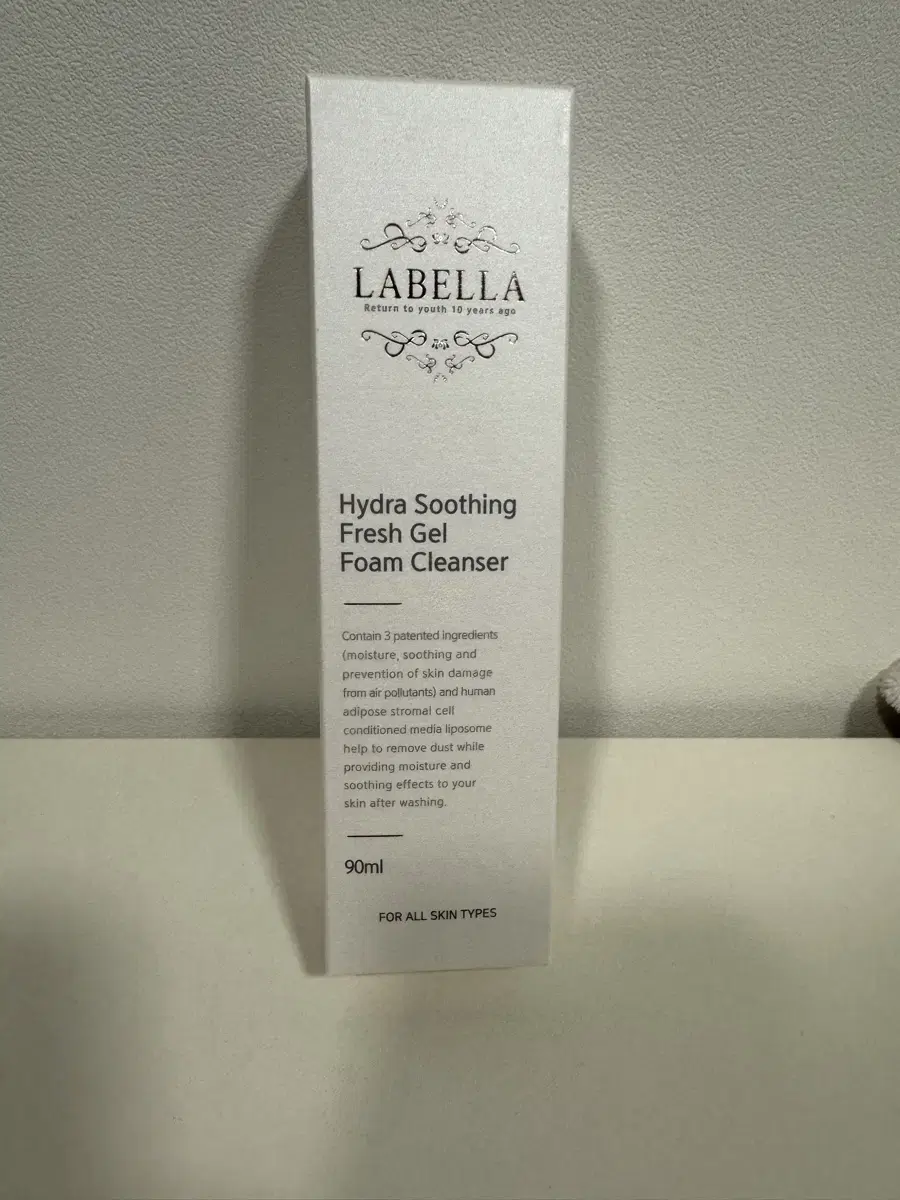 LABELLA
Return to youth 10 years ago
Hydra Soothing
Fresh Gel
Foam Cleanser
Contain 3 patented ingredients
(moisture, soothing and
prevention of skin damage
from air pollutants) and human
adipose stromal cell
conditioned media liposome
help to remove dust while
providing moisture and
soothing effects to your
skin after washing.
90ml
FOR ALL SKIN TYPES